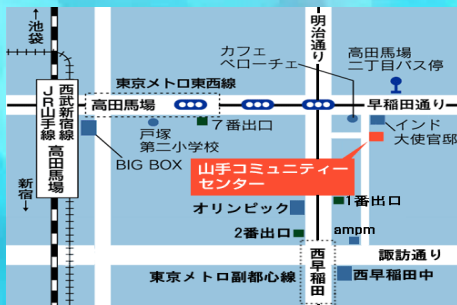 ←池袋
明治通り
カフェ
ベローチェ
高田馬場
二丁目バス停
東京メトロ東西線
高田馬場
早稲田通り
西武新宿線
JR山手線
高田馬場
7番出口
戸塚
第二小学校
BIG BOX
インド
大使官邸
山手コミュニティー
センター
新宿←
オリンピック
1番出口
2番出口
ampm
西早稲田
諏訪通り
東京メトロ副都心線
西早稲田中